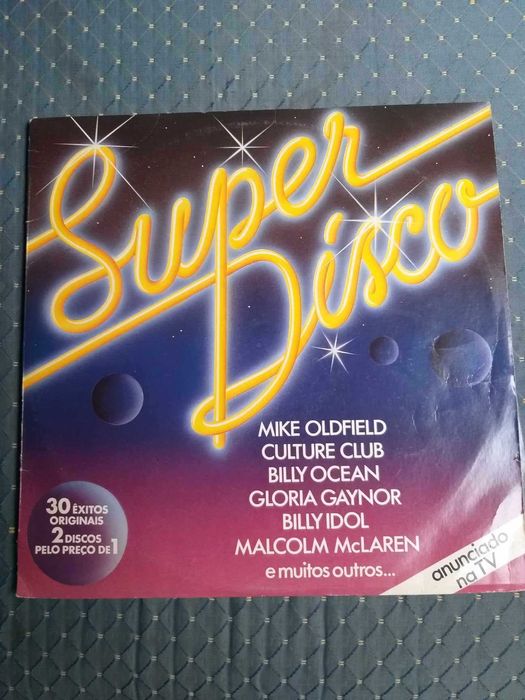 Super
Disco
MIKE OLDFIELD
CULTURE CLUB
BILLY OCEAN
GLORIA GAYNOR
BILLY IDOL
MALCOLM McLAREN
e muitos outros...
30 ÊXITOS
ORIGINAIS
2 DISCOS
PELO PREÇO DE 1
anunciado
na TV